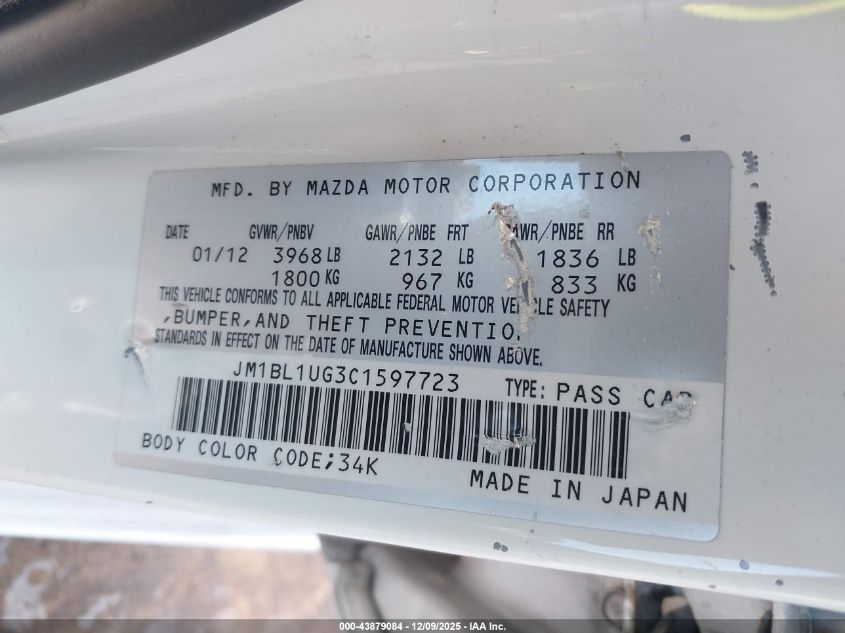 MFD. BY MAZDA MOTOR CORPORATION
DATE GVWR/PNBV GAWR/PNBE FRT /PNBE RR
01/12 3968 LB 2132 LB 1836 LB
1800 KG 967 KG 833 KG
THIS VEHICLE CONFORMS TO ALL APPLICABLE FEDERAL MOTOR VEHICLE SAFETY
,BUMPER,AND THEFT PREVENTIO
STANDARDS IN EFFECT ON THE DATE OF MANUFACTURE SHOWN ABOVE.
JM1BL1UG3C1597723 TYPE: PASS CAR
BODY COLOR CODE;34K
MADE IN JAPAN
000-43879084 | 12/09/2025 - IAA Inc.